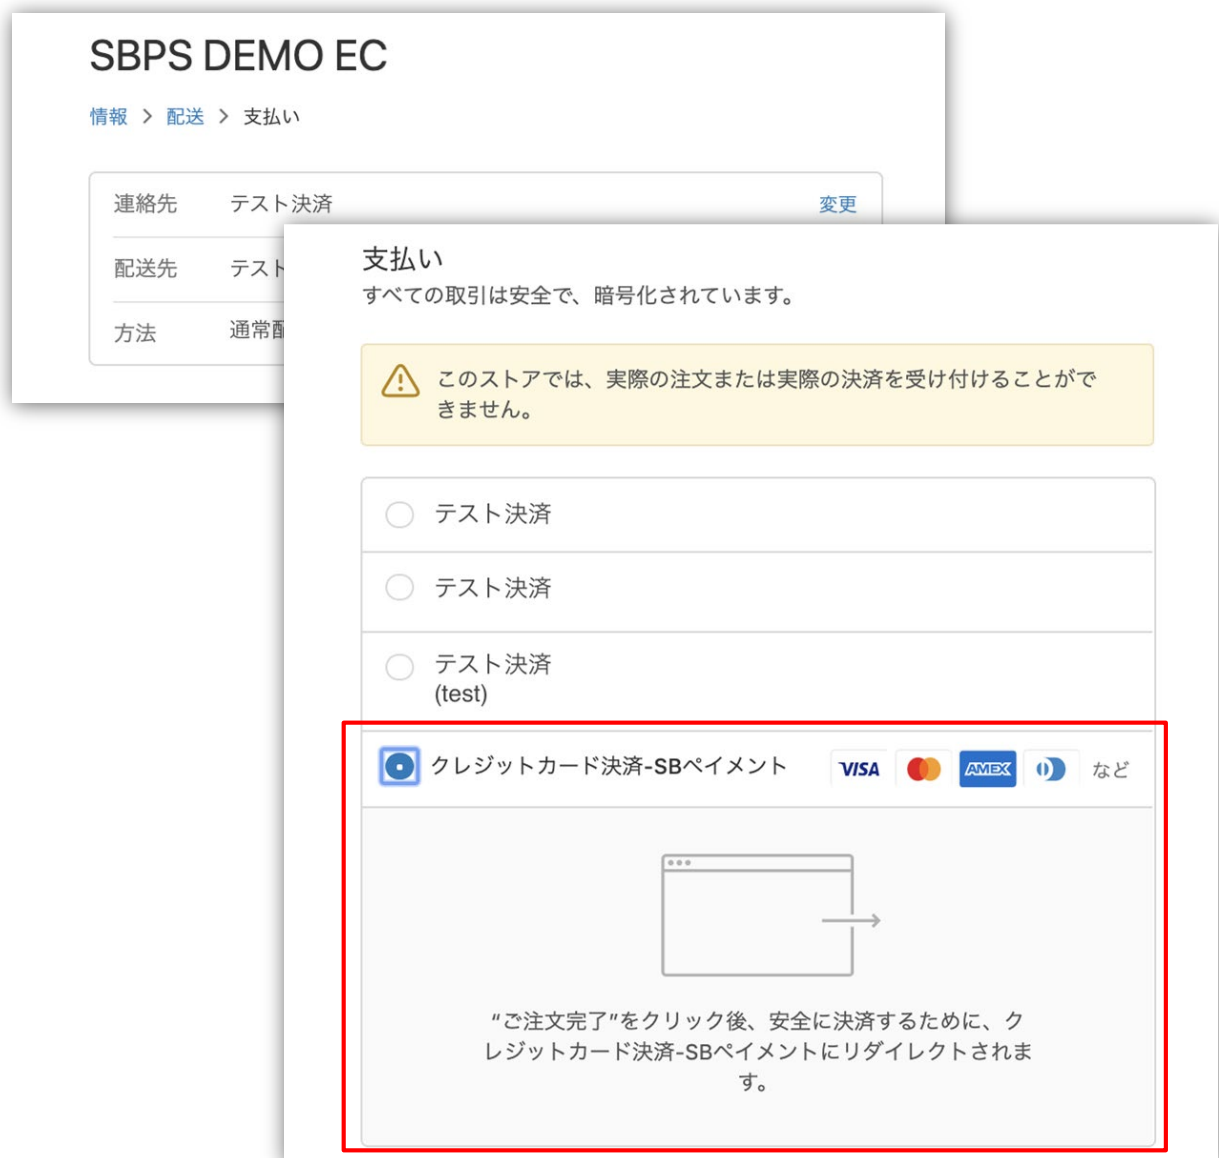 SBPS DEMO EC
情報 > 配送 > 支払い
連絡先 テスト決済 変更
配送先 テスト
方法 通常配
支払い
すべての取引は安全で、暗号化されています。
このストアでは、実際の注文または実際の決済を受け付けることがで
きません。
テスト決済
テスト決済
テスト決済
(test)
クレジットカード決済-SBペイメント VISA AMEX など
“ご注文完了”をクリック後、安全に決済するために、ク
レジットカード決済-SBペイメントにリダイレクトされま
す。